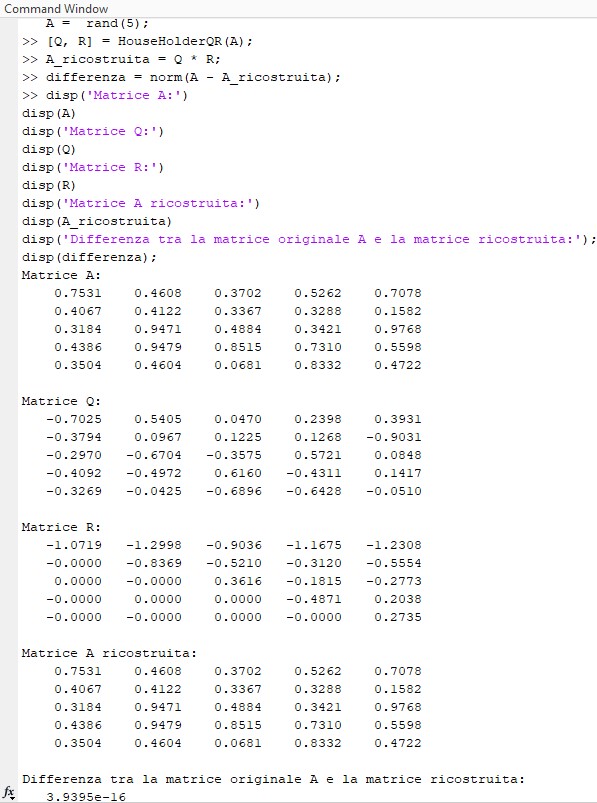 Command Window
A =  rand(5);
>> [Q, R] = HouseHolderQR(A);
>> A_ricostruita = Q * R;
>> differenza = norm(A - A_ricostruita);
>> disp('Matrice A:')
disp(A)
disp('Matrice Q:')
disp(Q)
disp('Matrice R:')
disp(R)
disp('Matrice A ricostruita:')
disp(A_ricostruita)
disp('Differenza tra la matrice originale A e la matrice ricostruita:');
disp(differenza);
Matrice A:
0.7531 0.4608 0.3702 0.5262 0.7078
0.4067 0.4122 0.3367 0.3288 0.1582
0.3184 0.9471 0.4884 0.3421 0.9768
0.4386 0.9479 0.8515 0.7310 0.5598
0.3504 0.4604 0.0681 0.8332 0.4722
Matrice Q:
-0.7025 0.5405 0.0470 0.2398 0.3931
-0.3794 0.0967 0.1225 0.1268 -0.9031
-0.2970 -0.6704 -0.3575 0.5721 0.0848
-0.4092 -0.4972 0.6160 -0.4311 0.1417
-0.3269 -0.0425 -0.6896 -0.6428 -0.0510
Matrice R:
-1.0719 -1.2998 -0.9036 -1.1675 -1.2308
-0.0000 -0.8369 -0.5210 -0.3120 -0.5554
0.0000 -0.0000 0.3616 -0.1815 -0.2773
-0.0000 0.0000 0.0000 -0.4871 0.2038
-0.0000 -0.0000 0.0000 -0.0000 0.2735
Matrice A ricostruita:
0.7531 0.4608 0.3702 0.5262 0.7078
0.4067 0.4122 0.3367 0.3288 0.1582
0.3184 0.9471 0.4884 0.3421 0.9768
0.4386 0.9479 0.8515 0.7310 0.5598
0.3504 0.4604 0.0681 0.8332 0.4722
Differenza tra la matrice originale A e la matrice ricostruita:
fx 3.9395e-16